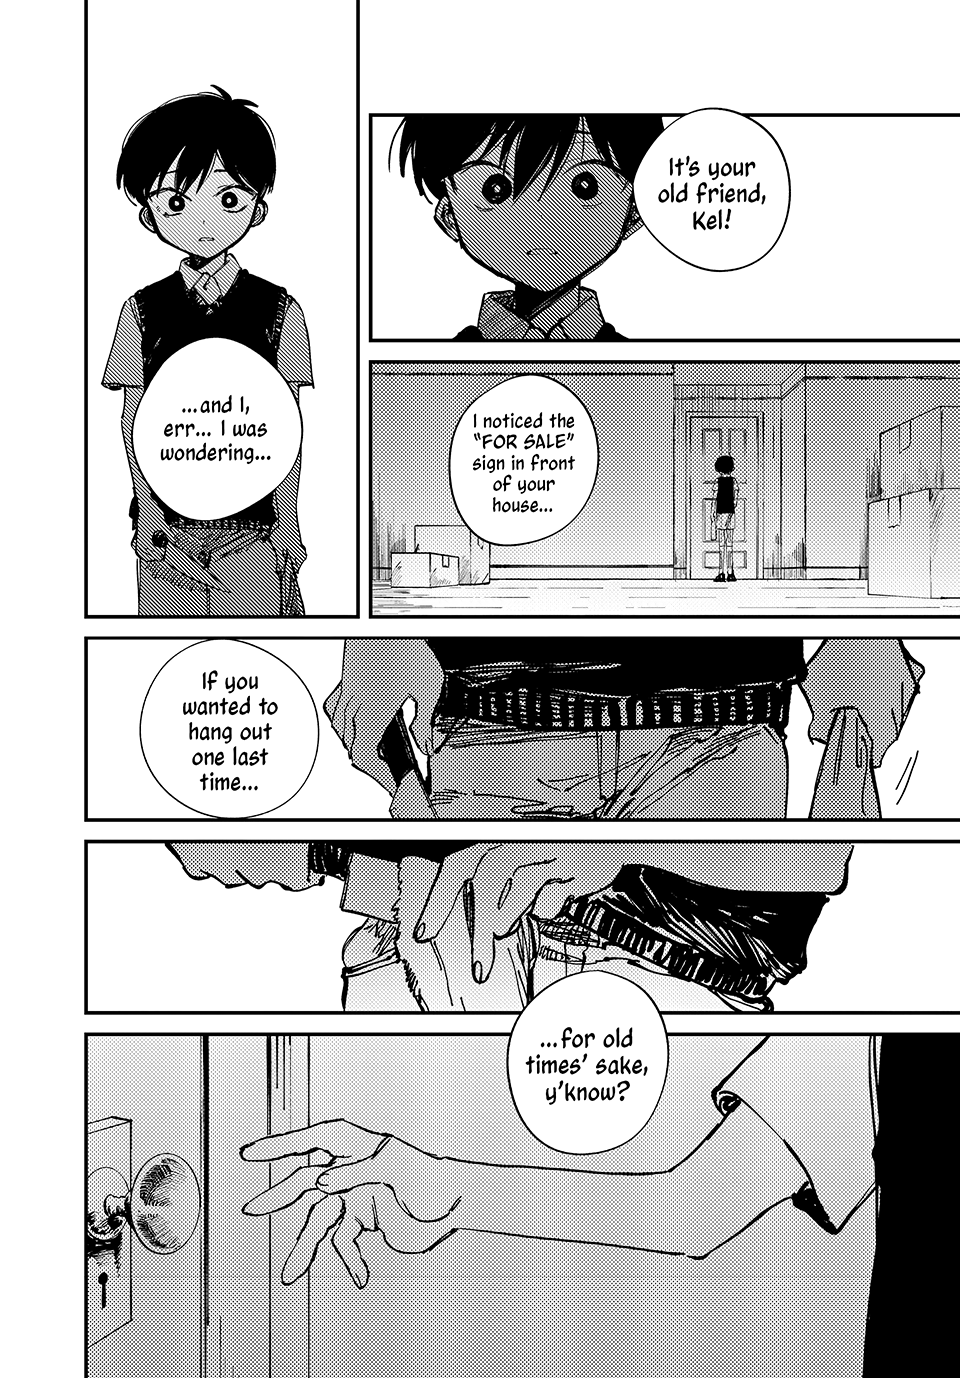 It's your
old friend,
Kel!
I noticed the
"FOR SALE"
sign in front
of your
house...
...and I,
err... I was
wondering...
If you
wanted to
hang out
one last
time...
...for old
times' sake,
y'know?